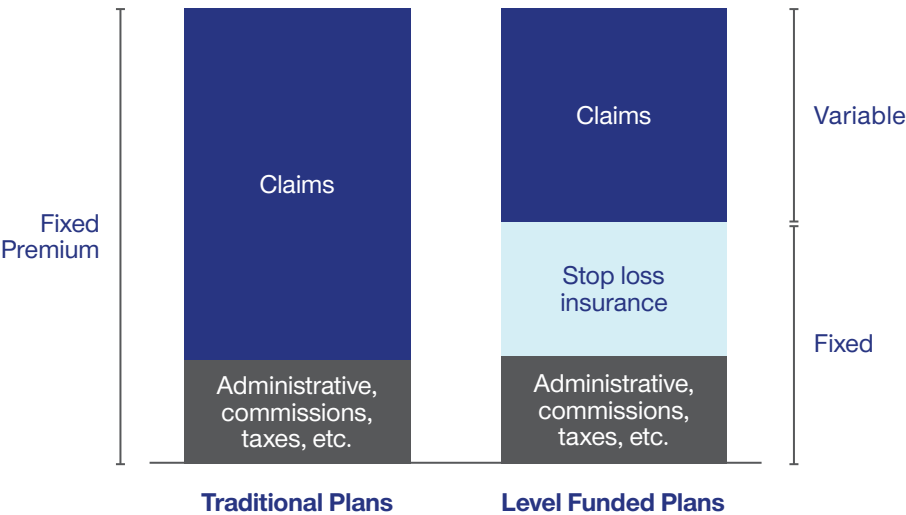 Fixed
Premium
Claims
Administrative,
commissions,
taxes, etc.
Traditional Plans
Claims
Stop loss
insurance
Administrative,
commissions,
taxes, etc.
Level Funded Plans
Variable
Fixed